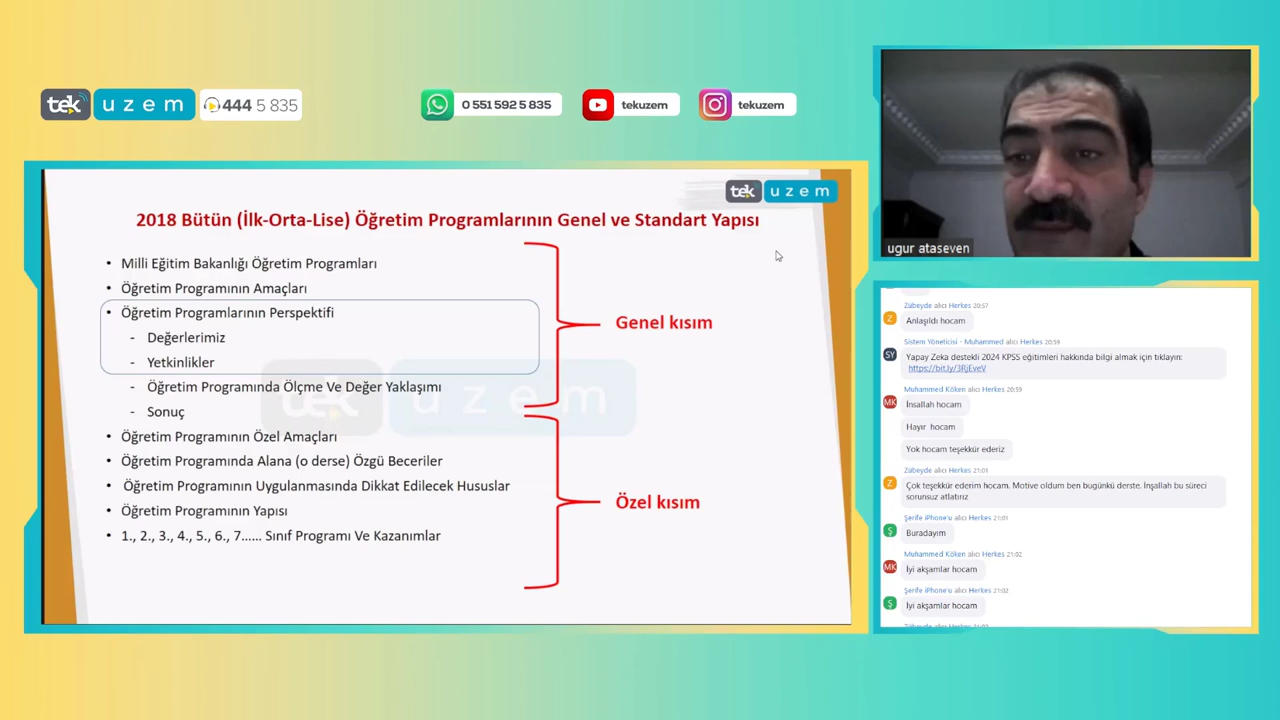 tek uzem 444 5 835
0 551 592 5 835
tekuzem
tekuzem
tek uzem
2018 Bütün (İlk-Orta-Lise) Öğretim Programlarının Genel ve Standart Yapısı
• Milli Eğitim Bakanlığı Öğretim Programları
• Öğretim Programının Amaçları
• Öğretim Programlarının Perspektifi
- Değerlerimiz
- Yetkinlikler
- Öğretim Programında Ölçme Ve Değer Yaklaşımı
- Sonuç
• Öğretim Programının Özel Amaçları
• Öğretim Programında Alana (o derse) Özgü Beceriler
• Öğretim Programının Uygulanmasında Dikkat Edilecek Hususlar
• Öğretim Programının Yapısı
• 1., 2., 3., 4., 5., 6., 7...... Sınıf Programı Ve Kazanımlar
Genel kısım
Özel kısım
tek uzem
ugur ataseven
Zübeyde alıcı Herkes 20:57
Z
Anlaşıldı hocam
Sistem Yöneticisi - Muhammed alıcı Herkes 20:59
SY
Yapay Zeka destekli 2024 KPSS eğitimleri hakkında bilgi almak için tıklayın:
https://bit.ly/3RjEveV
Muhammed Köken alıcı Herkes 20:59
MK
İnsallah hocam
Hayır hocam
Yok hocam teşekkür ederiz
Zübeyde alıcı Herkes 21:01
Z
Çok teşekkür ederim hocam. Motive oldum ben bugünkü derste. İnşallah bu süreci
sorunsuz atlatırız
Şerife iPhone'u alıcı Herkes 21:01
Ş
Buradayım
Muhammed Köken alıcı Herkes 21:02
MK
İyi akşamlar hocam
Şerife iPhone'u alıcı Herkes 21:02
Ş
İyi akşamlar hocam